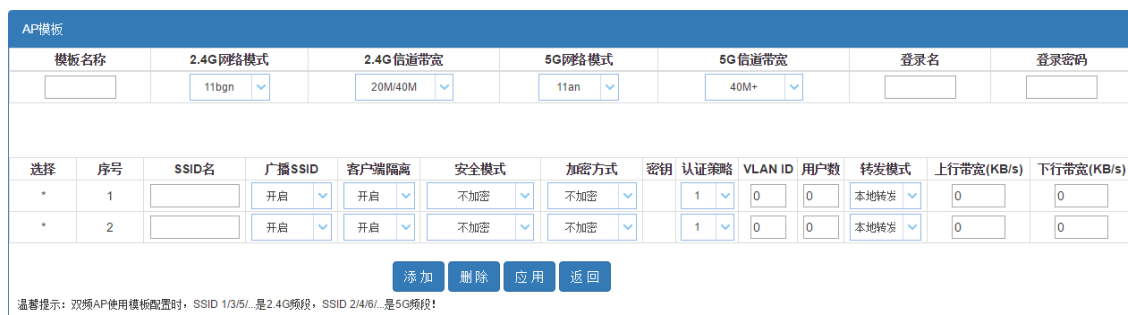 AP模板
模板名称 2.4G网络模式 2.4G信道带宽 5G网络模式 5G信道带宽 登录名 登录密码
11bgn 20M/40M 11an 40M+
选择 序号 SSID名 广播SSID 客户端隔离 安全模式 加密方式 密钥 认证策略 VLAN ID 用户数 转发模式 上行带宽(KB/s) 下行带宽(KB/s)
* 1 开启 开启 不加密 不加密 1 0 0 本地转发 0 0
* 2 开启 开启 不加密 不加密 1 0 0 本地转发 0 0
添加 删除 应用 返回
温馨提示：双频AP使用模板配置时，SSID 1/3/5/...是2.4G频段，SSID 2/4/6/...是5G频段！